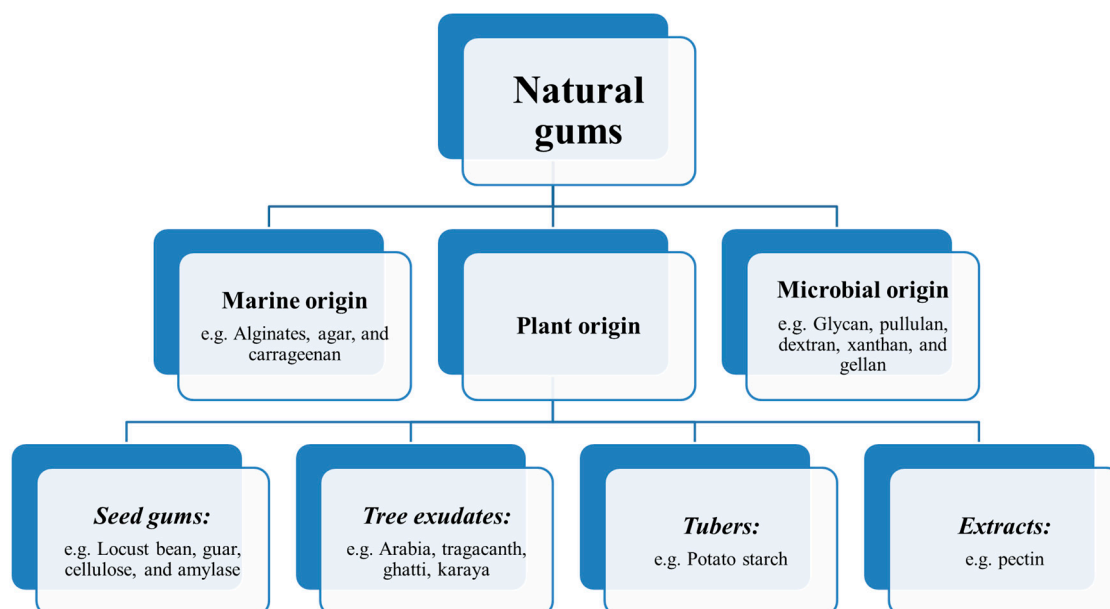 Natural
gums
Marine origin
e.g. Alginates, agar, and
carrageenan
Plant origin
Microbial origin
e.g. Glycan, pullulan,
dextran, xanthan, and
gellan
Seed gums:
e.g. Locust bean, guar,
cellulose, and amylase
Tree exudates:
e.g. Arabia, tragacanth,
ghatti, karaya
Tubers:
e.g. Potato starch
Extracts:
e.g. pectin